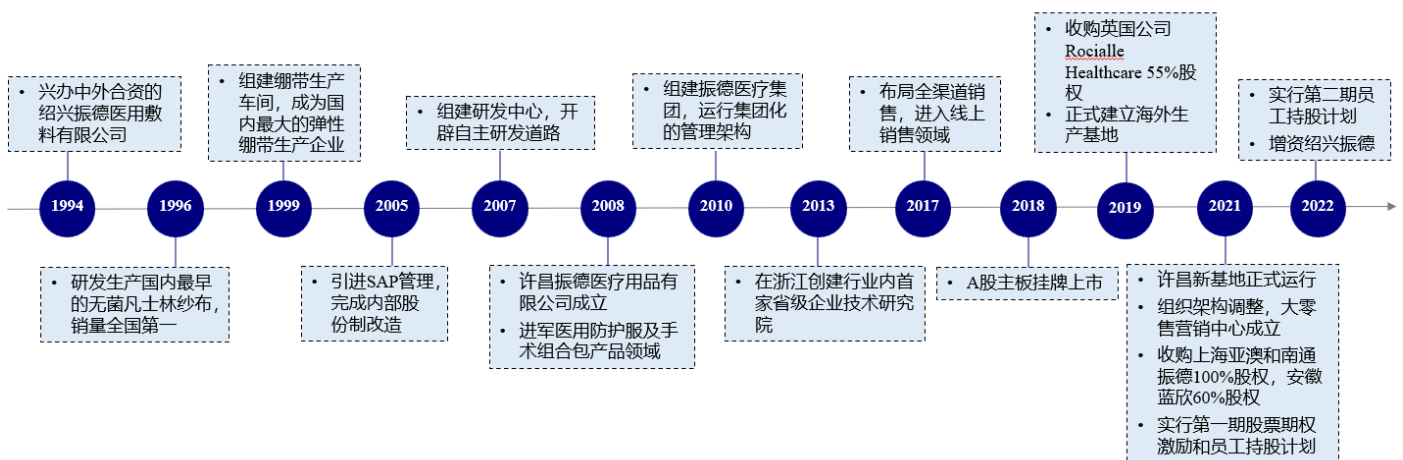 • 兴办中外合资的
绍兴振德医用敷
料有限公司
1994
1996
• 研发生产国内最早
的无菌凡士林纱布，
销量全国第一
• 组建绷带生产
车间，成为国
内最大的弹性
绷带生产企业
1999
2005
• 引进SAP管理，
完成内部股
份制改造
• 组建研发中心，开
辟自主研发道路
2007
2008
• 许昌振德医疗用品有
限公司成立
• 进军医用防护服及手
术组合包产品领域
• 组建振德医疗集
团，运行集团化
的管理架构
2010
2013
• 在浙江创建行业内首
家省级企业技术研究
院
• 布局全渠道销
售，进入线上
销售领域
2017
2018
• A股主板挂牌上市
• 收购英国公司
Rocialle
Healthcare 55%股
权
• 正式建立海外生
产基地
2019
2021
• 许昌新基地正式运行
• 组织架构调整，大零
售营销中心成立
• 收购上海亚澳和南通
振德100%股权，安徽
蓝欣60%股权
• 实行第一期股票期权
激励和员工持股计划
• 实行第二期员
工持股计划
• 增资绍兴振德
2022